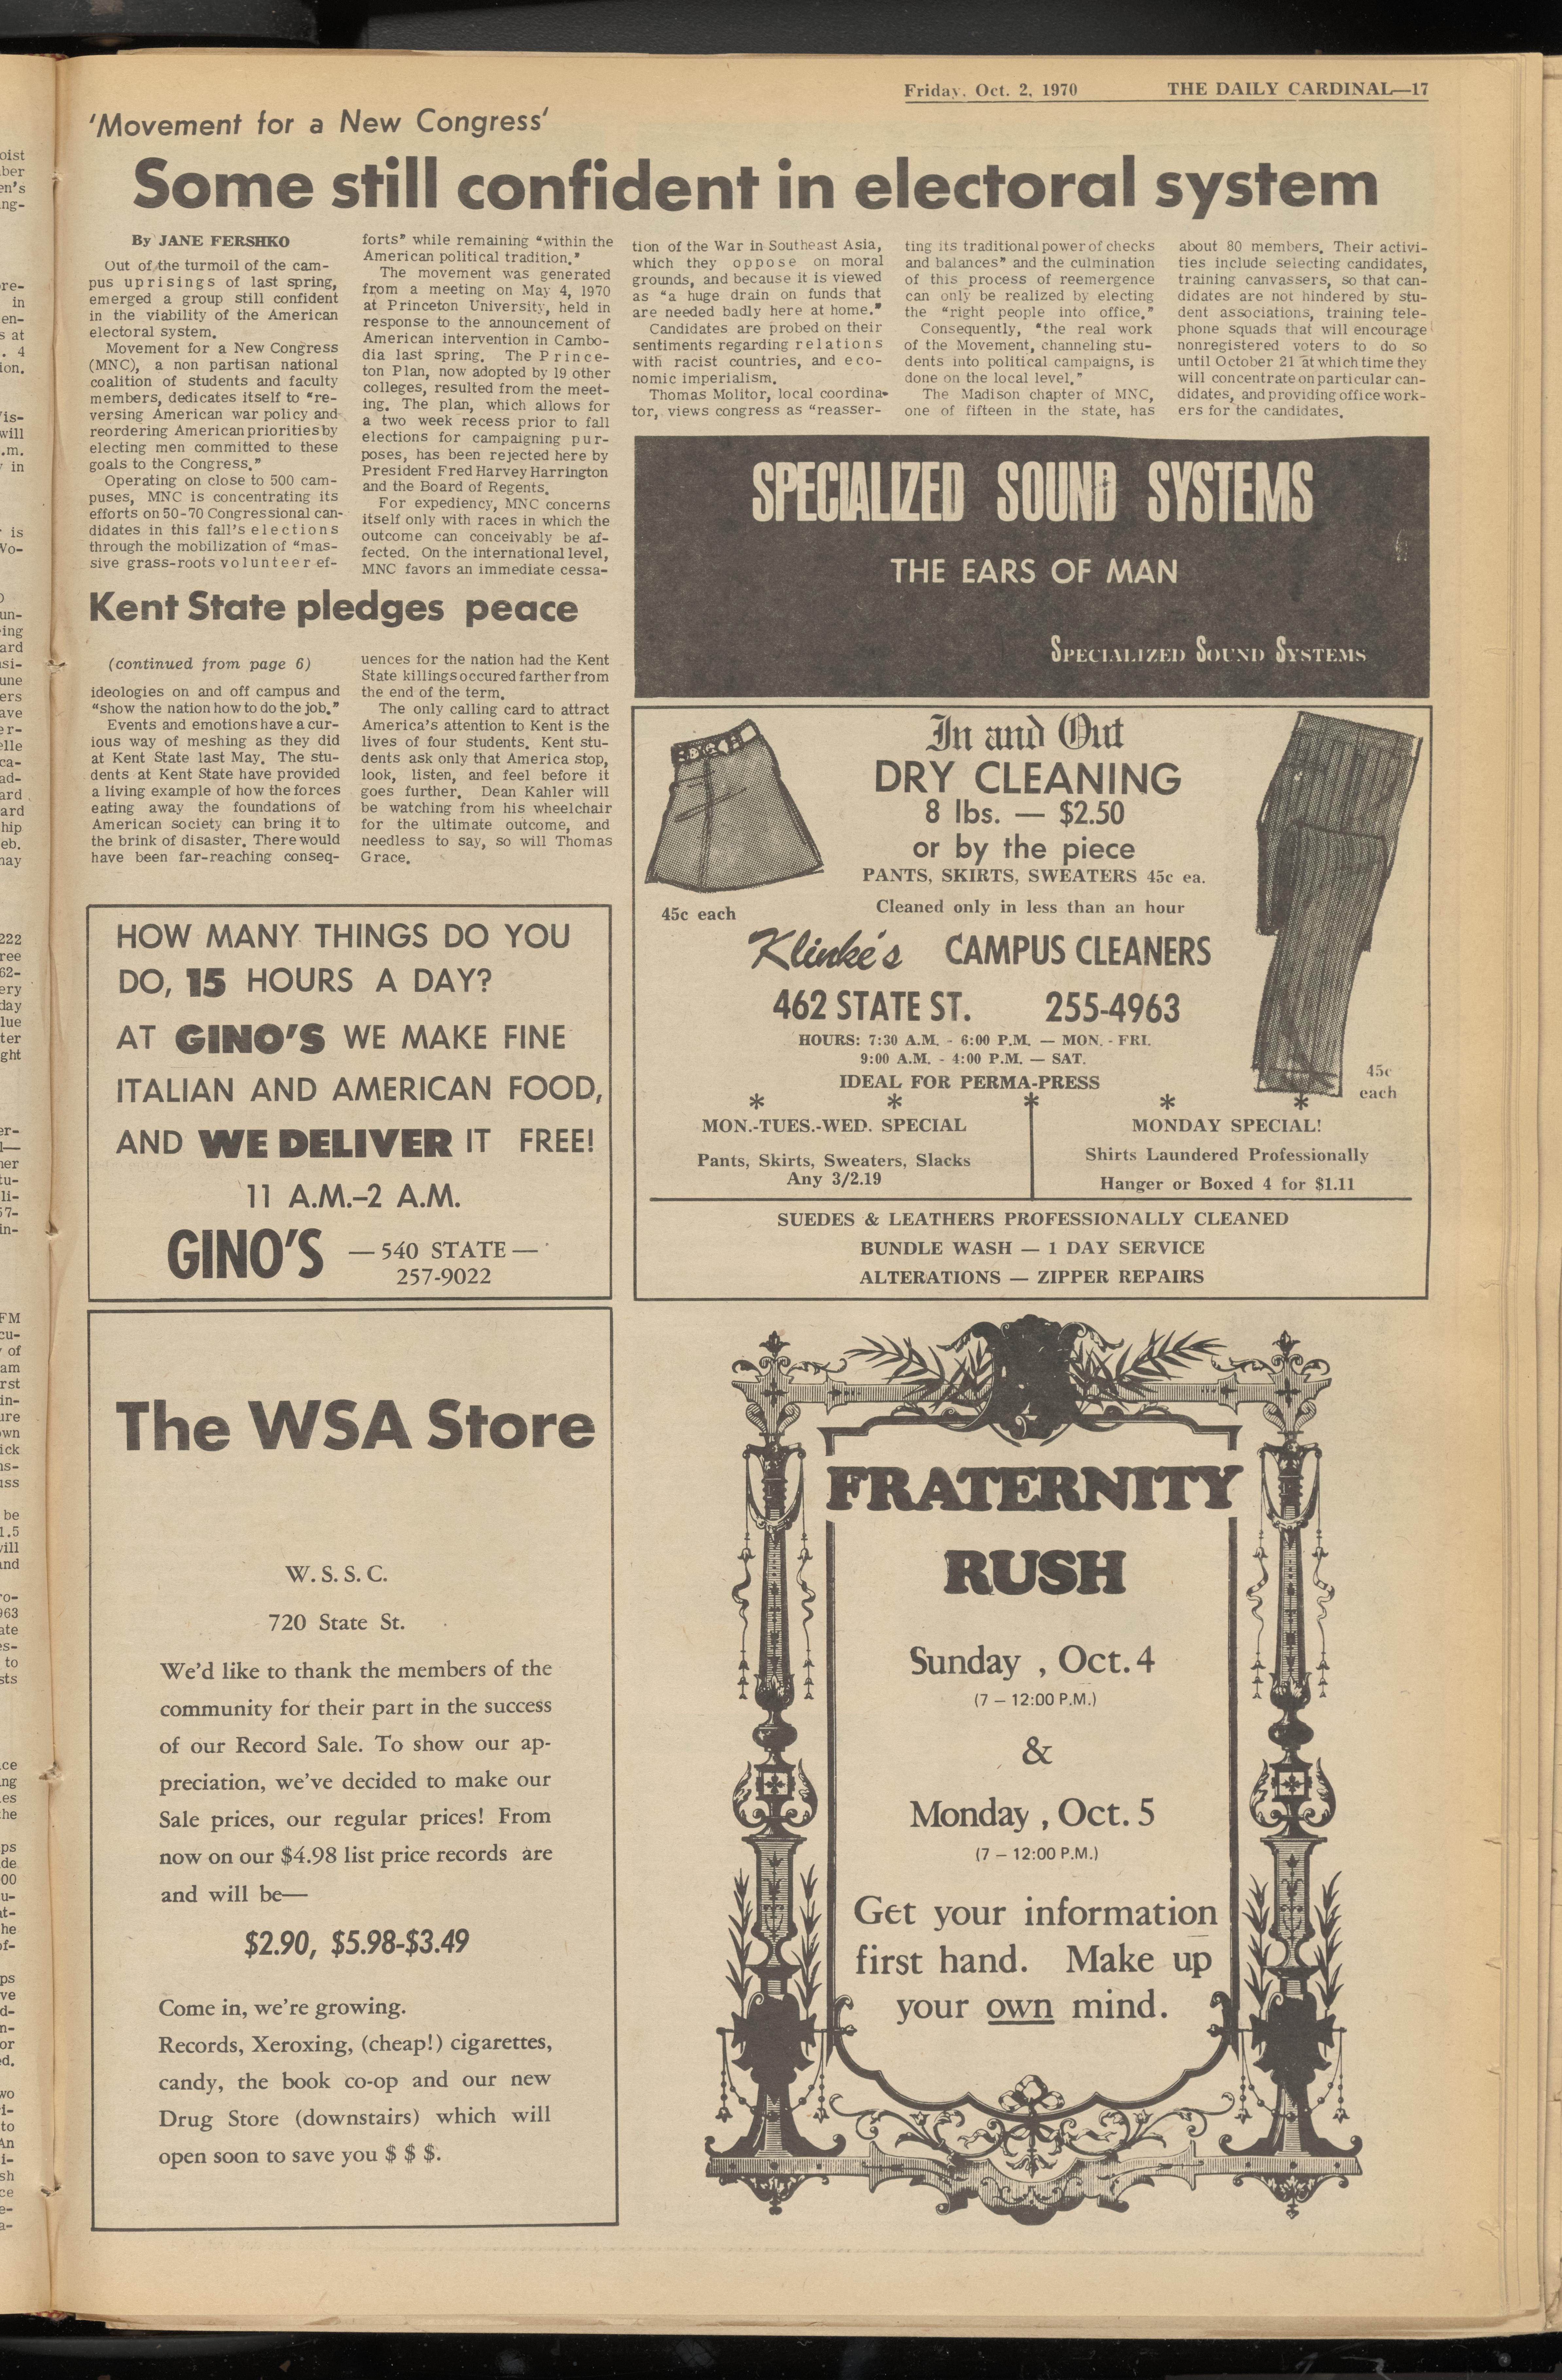 Friday, Oct. 2, 1970 THE DAILY CARDINAL—17
'Movement for a New Congress'
Some still confident in electoral system
By JANE FERSHKO
Out of the turmoil of the cam-
pus uprisings of last spring,
emerged a group still confident
in the viability of the American
electoral system.
Movement for a New Congress
(MNC), a non partisan national
coalition of students and faculty
members, dedicates itself to "re-
versing American war policy and
reordering American priorities by
electing men committed to these
goals to the Congress."
Operating on close to 500 cam-
puses, MNC is concentrating its
efforts on 50-70 Congressional can-
didates in this fall's elections
through the mobilization of "mas-
sive grass-roots volunteer ef-
forts" while remaining "within the
American political tradition."
The movement was generated
from a meeting on May 4, 1970
at Princeton University, held in
response to the announcement of
American intervention in Cambo-
dia last spring. The Prince-
ton Plan, now adopted by 19 other
colleges, resulted from the meet-
ing. The plan, which allows for
a two week recess prior to fall
elections for campaigning pur-
poses, has been rejected here by
President Fred Harvey Harrington
and the Board of Regents.
For expediency, MNC concerns
itself only with races in which the
outcome can conceivably be af-
fected. On the international level,
MNC favors an immediate cessa-
tion of the War in Southeast Asia,
which they oppose on moral
grounds, and because it is viewed
as "a huge drain on funds that
are needed badly here at home."
Candidates are probed on their
sentiments regarding relations
with racist countries, and eco-
nomic imperialism.
Thomas Molitor, local coordina-
tor, views congress as "reasser-
ting its traditional power of checks
and balances" and the culmination
of this process of reemergence
can only be realized by electing
the "right people into office."
Consequently, "the real work
of the Movement, channeling stu-
dents into political campaigns, is
done on the local level."
The Madison chapter of MNC,
one of fifteen in the state, has
about 80 members. Their activi-
ties include selecting candidates,
training canvassers, so that can-
didates are not hindered by stu-
dent associations, training tele-
phone squads that will encourage
nonregistered voters to do so
until October 21 at which time they
will concentrate on particular can-
didates, and providing office work-
ers for the candidates.
Kent State pledges peace
(continued from page 6)
ideologies on and off campus and
"show the nation how to do the job."
Events and emotions have a cur-
ious way of meshing as they did
at Kent State last May. The stu-
dents at Kent State have provided
a living example of how the forces
eating away the foundations of
American society can bring it to
the brink of disaster. There would
have been far-reaching conseq-
uences for the nation had the Kent
State killings occured farther from
the end of the term.
The only calling card to attract
America's attention to Kent is the
lives of four students. Kent stu-
dents ask only that America stop,
look, listen, and feel before it
goes further. Dean Kahler will
be watching from his wheelchair
for the ultimate outcome, and
needless to say, so will Thomas
Grace.
SPECIALIZED SOUND SYSTEMS
THE EARS OF MAN
SPECIALIZED SOUND SYSTEMS
In and Out
DRY CLEANING
8 lbs. — $2.50
or by the piece
PANTS, SKIRTS, SWEATERS 45c ea.
45c each
Cleaned only in less than an hour
Klinke's CAMPUS CLEANERS
462 STATE ST. 255-4963
HOURS: 7:30 A.M. - 6:00 P.M. — MON. - FRI.
9:00 A.M. - 4:00 P.M. — SAT.
IDEAL FOR PERMA-PRESS
45c
each
* * * * *
MON.-TUES.-WED. SPECIAL
Pants, Skirts, Sweaters, Slacks
Any 3/2.19
MONDAY SPECIAL!
Shirts Laundered Professionally
Hanger or Boxed 4 for $1.11
SUEDES & LEATHERS PROFESSIONALLY CLEANED
BUNDLE WASH — 1 DAY SERVICE
ALTERATIONS — ZIPPER REPAIRS
HOW MANY THINGS DO YOU
DO, 15 HOURS A DAY?
AT GINO'S WE MAKE FINE
ITALIAN AND AMERICAN FOOD,
AND WE DELIVER IT FREE!
11 A.M.–2 A.M.
GINO'S — 540 STATE —
257-9022
The WSA Store
W. S. S. C.
720 State St.
We'd like to thank the members of the
community for their part in the success
of our Record Sale. To show our ap-
preciation, we've decided to make our
Sale prices, our regular prices! From
now on our $4.98 list price records are
and will be—
$2.90, $5.98-$3.49
Come in, we're growing.
Records, Xeroxing, (cheap!) cigarettes,
candy, the book co-op and our new
Drug Store (downstairs) which will
open soon to save you $ $ $.
FRATERNITY
RUSH
Sunday , Oct. 4
(7 – 12:00 P.M.)
&
Monday , Oct. 5
(7 – 12:00 P.M.)
Get your information
first hand. Make up
your own mind.